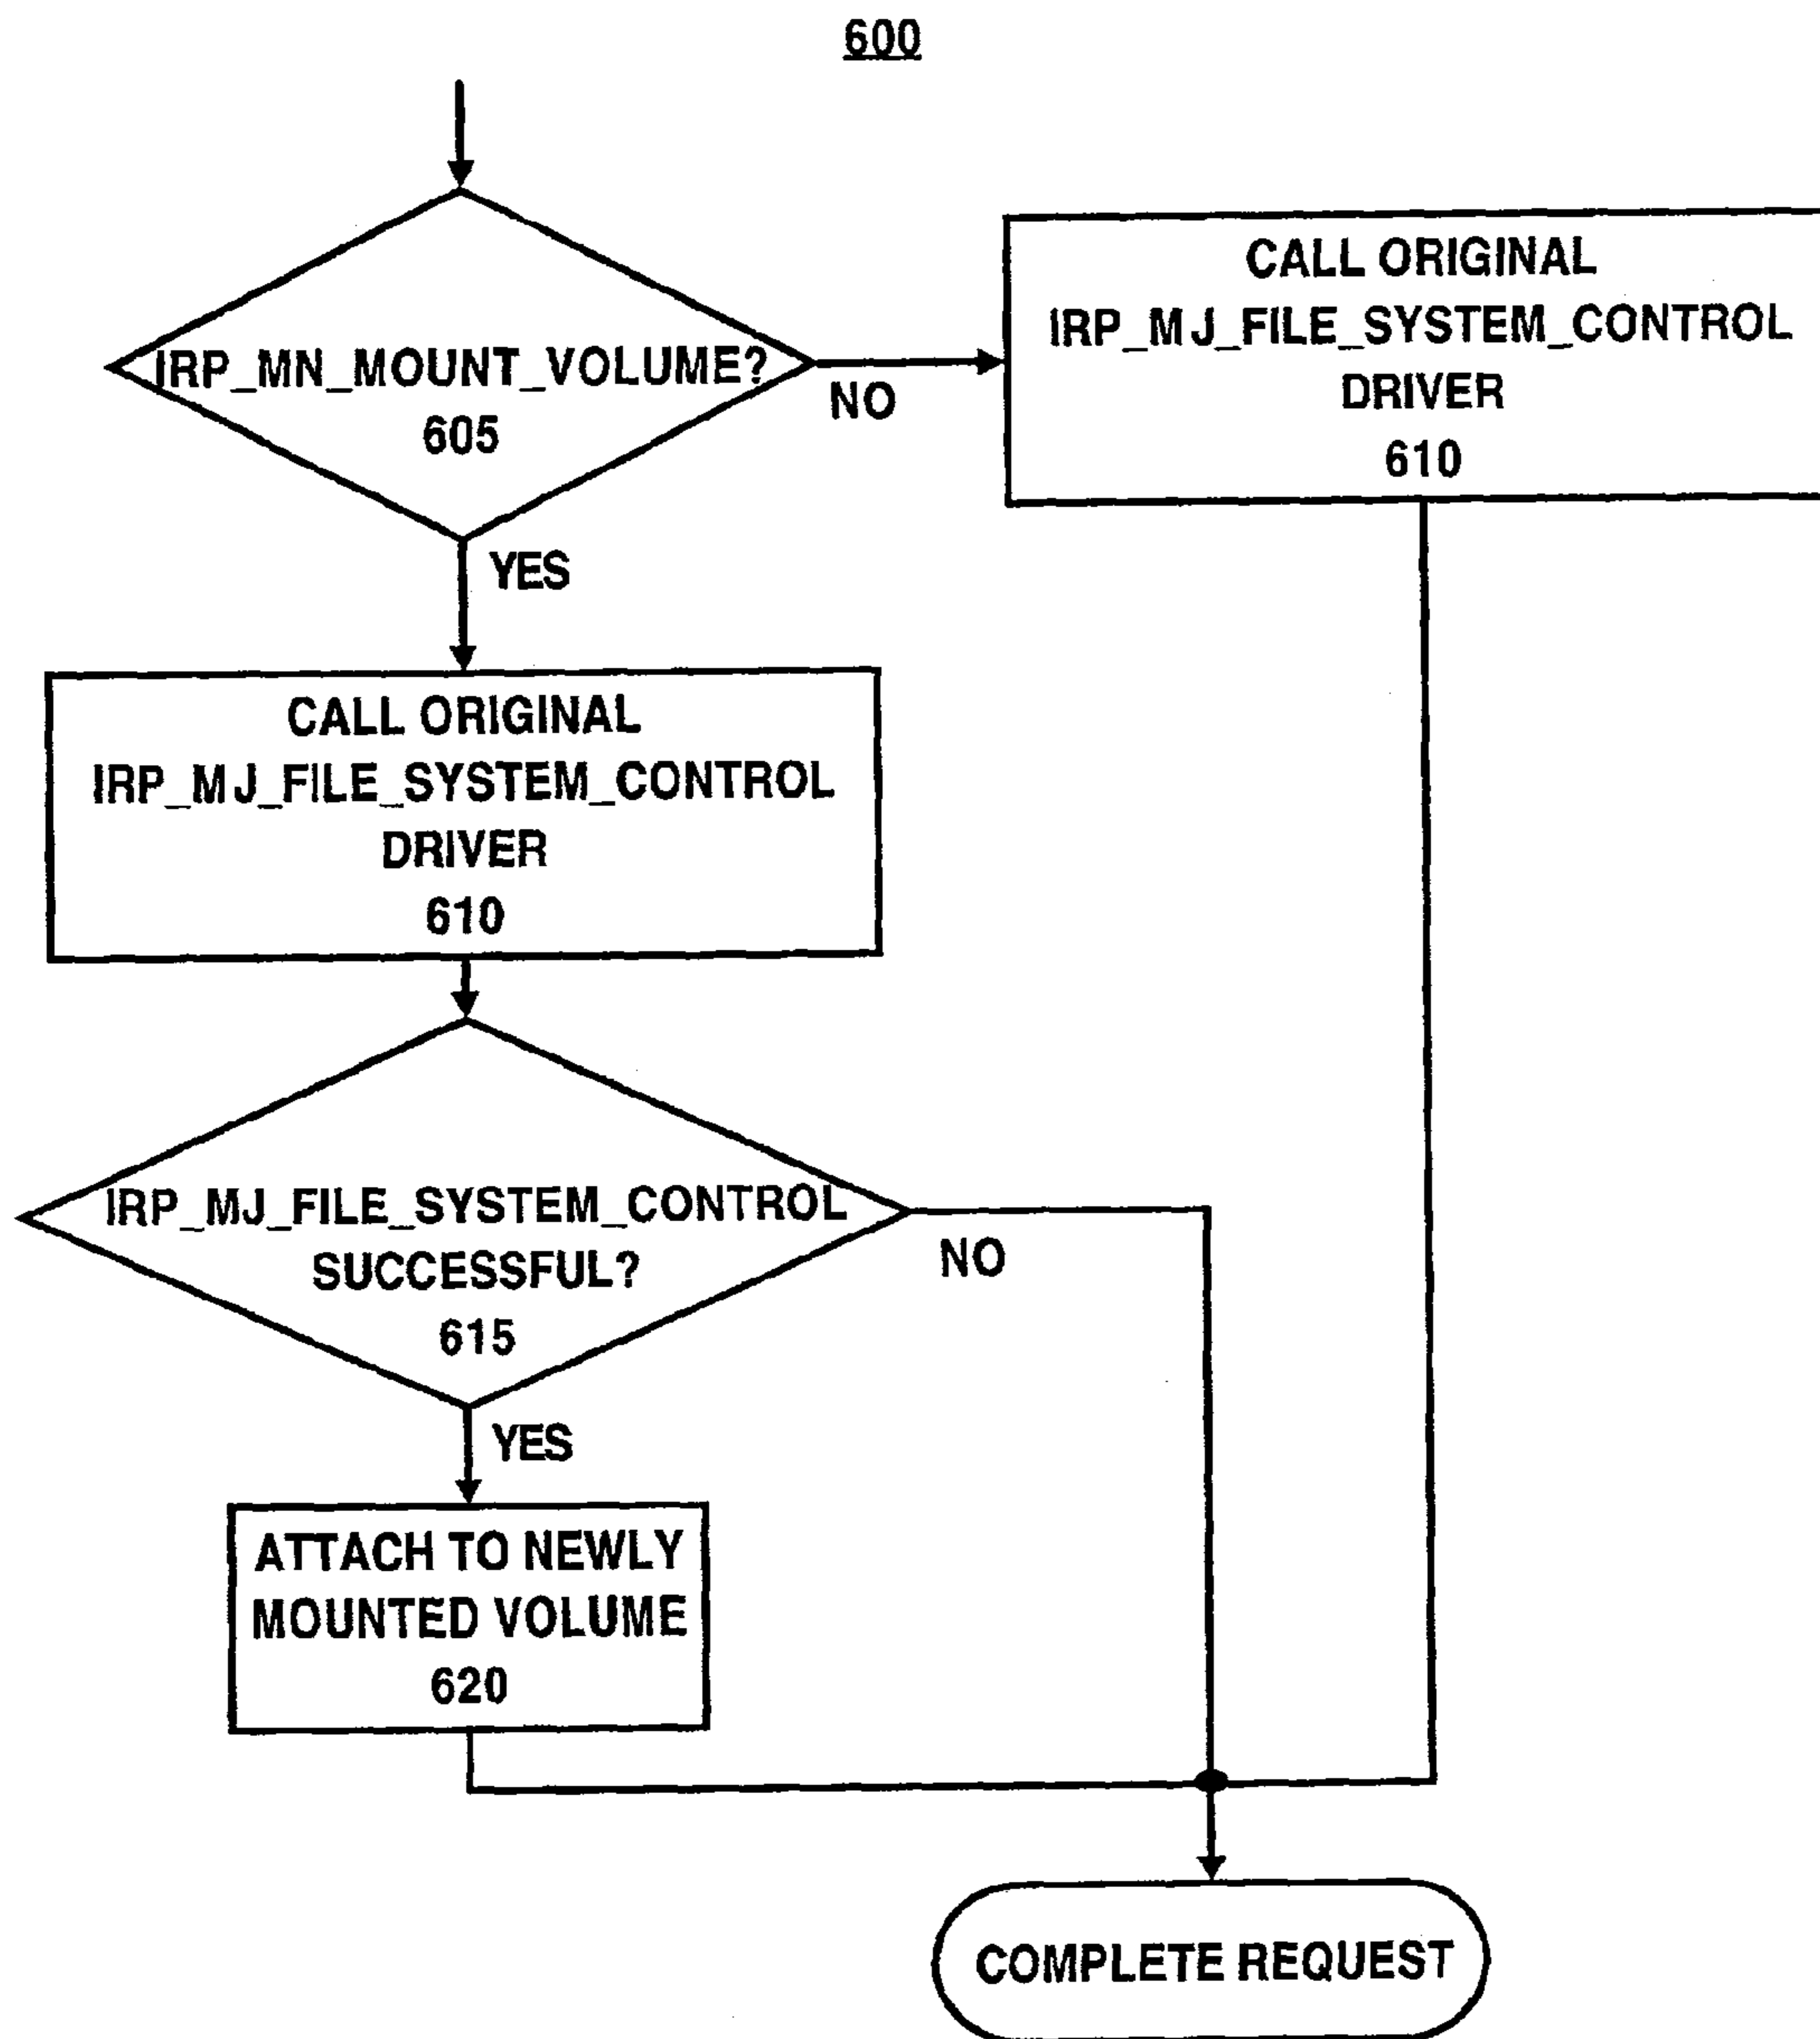 600
IRP_MN_MOUNT_VOLUME?
605
NO
CALL ORIGINAL
IRP_MJ_FILE_SYSTEM_CONTROL
DRIVER
610
YES
CALL ORIGINAL
IRP_MJ_FILE_SYSTEM_CONTROL
DRIVER
610
IRP_MJ_FILE_SYSTEM_CONTROL
SUCCESSFUL?
615
NO
YES
ATTACH TO NEWLY
MOUNTED VOLUME
620
COMPLETE REQUEST